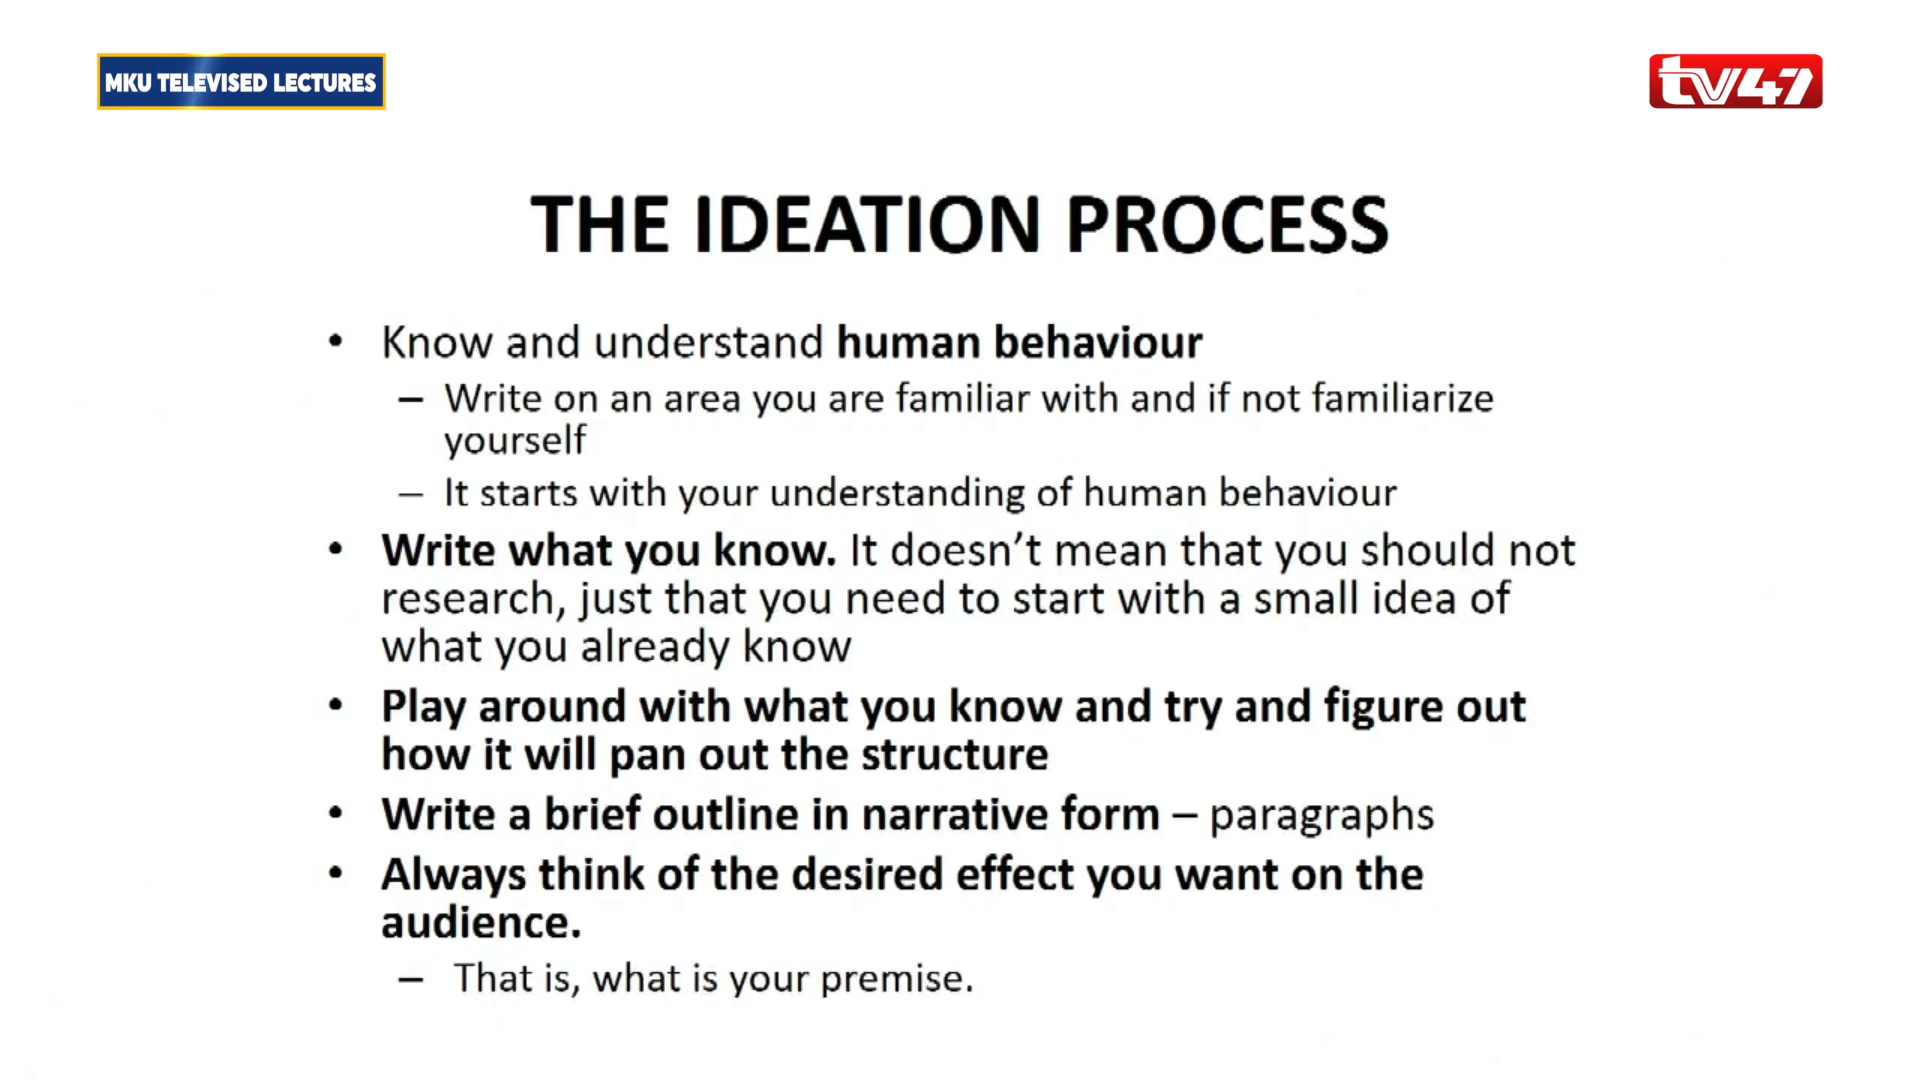 MKU TELEVISED LECTURES
tv47
THE IDEATION PROCESS
• Know and understand human behaviour
– Write on an area you are familiar with and if not familiarize
yourself
– It starts with your understanding of human behaviour
• Write what you know. It doesn’t mean that you should not
research, just that you need to start with a small idea of
what you already know
• Play around with what you know and try and figure out
how it will pan out the structure
• Write a brief outline in narrative form – paragraphs
• Always think of the desired effect you want on the
audience.
– That is, what is your premise.